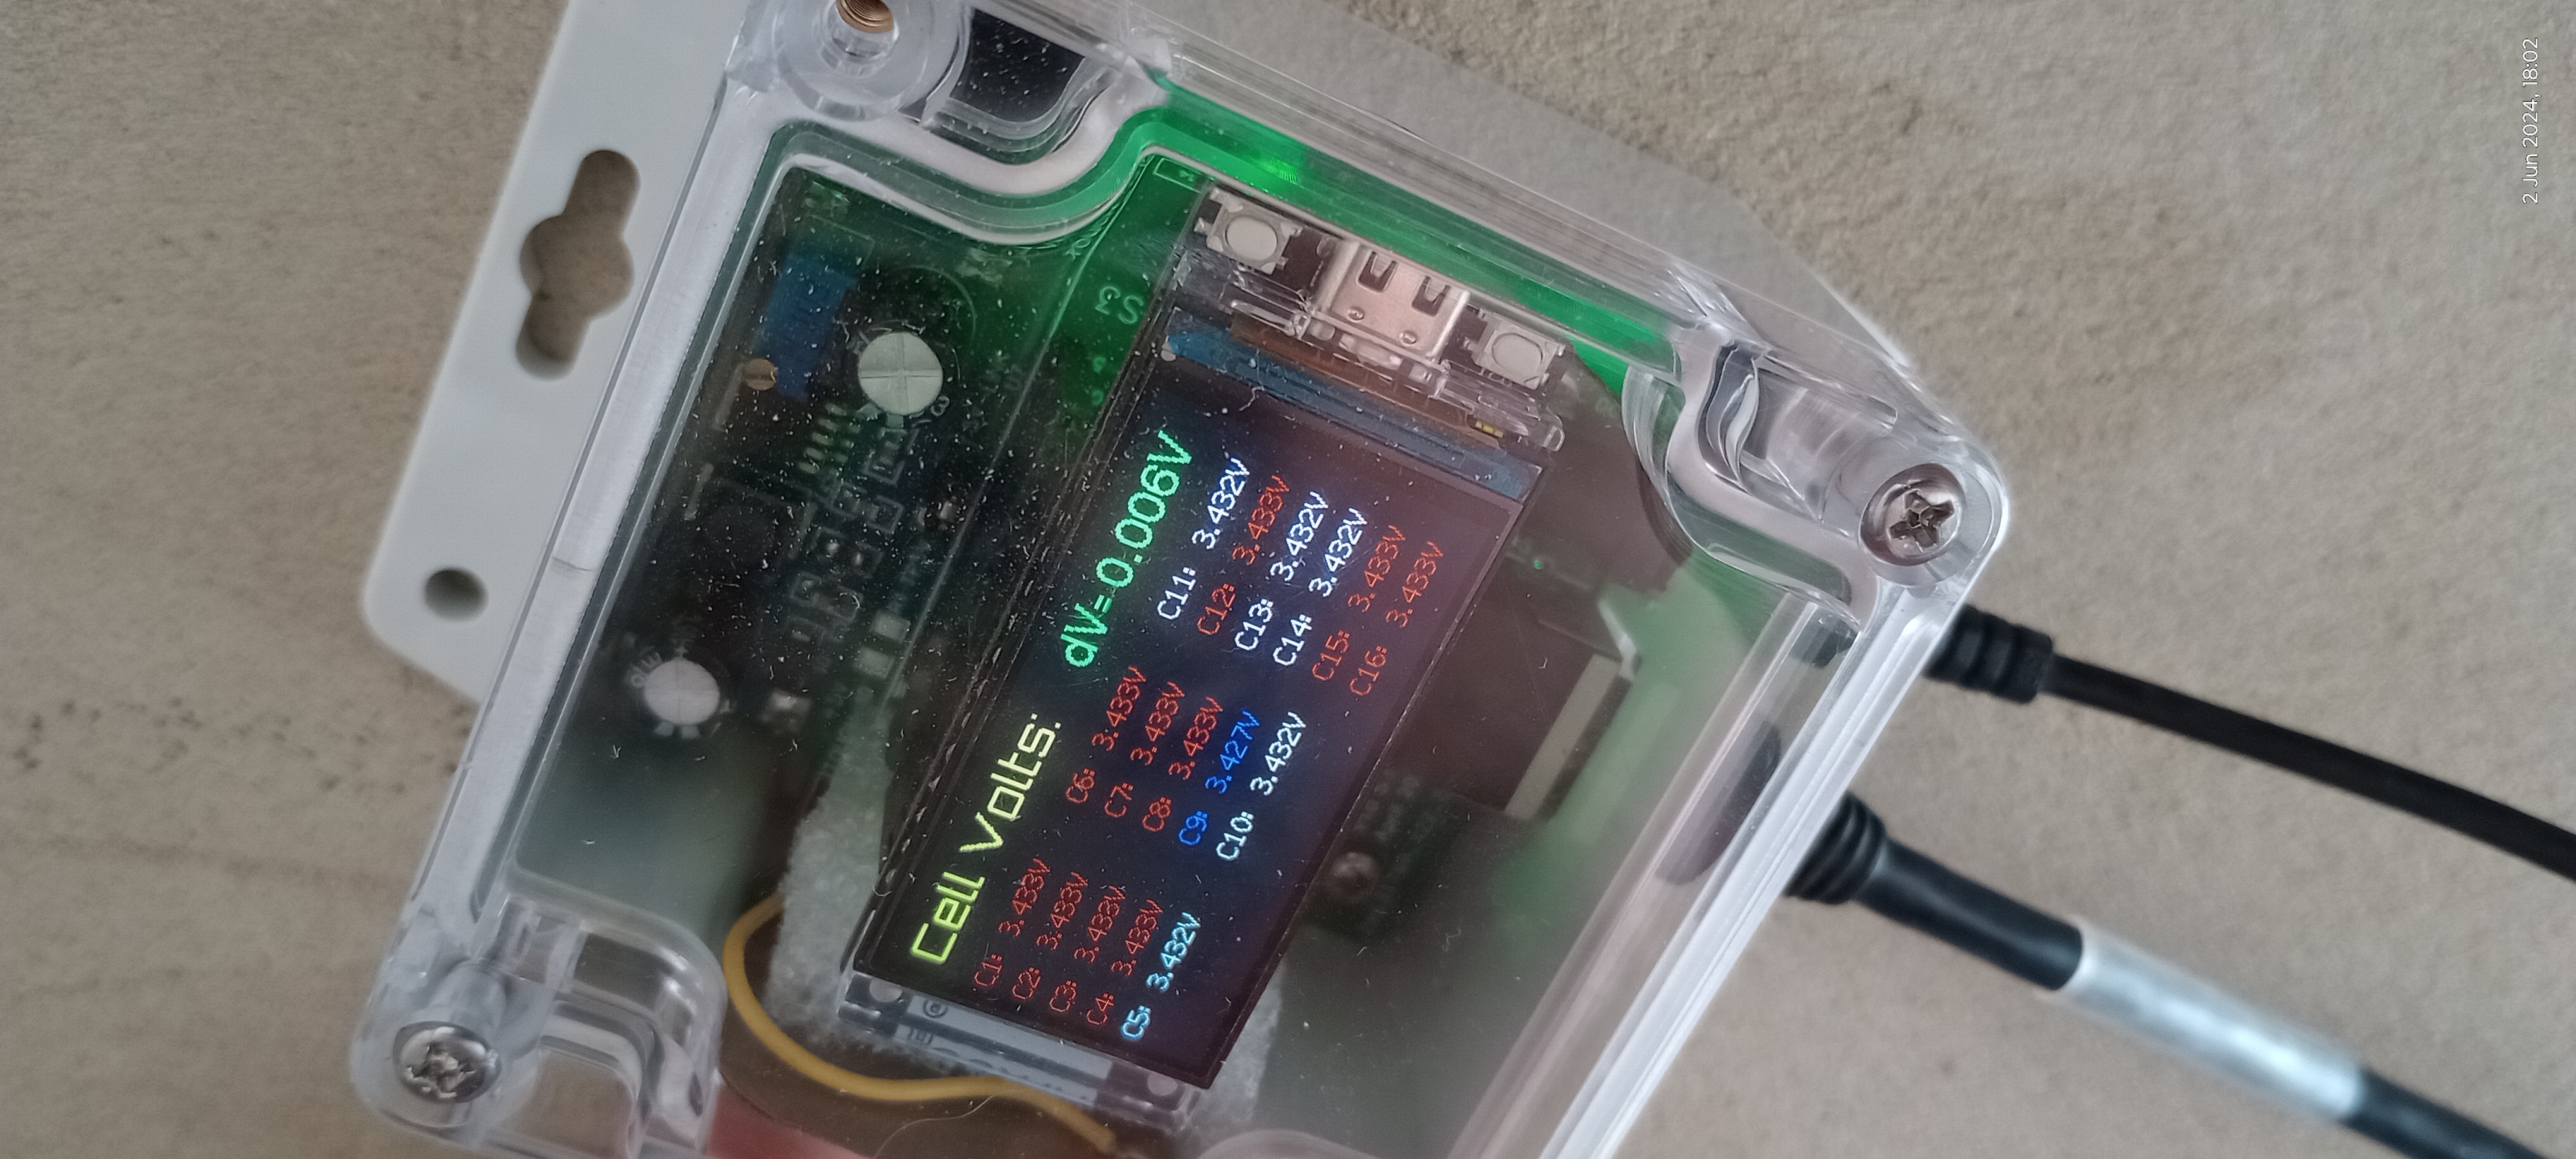 Cell Volts:
dV=0.006V
C1: 3.433V
C2: 3.433V
C3: 3.433V
C4: 3.433V
C5: 3.432V
C6: 3.433V
C7: 3.433V
C8: 3.433V
C9: 3.427V
C10: 3.432V
C11: 3.432V
C12: 3.433V
C13: 3.432V
C14: 3.432V
C15: 3.433V
C16: 3.433V
S3
2 Jun 2024, 18:02